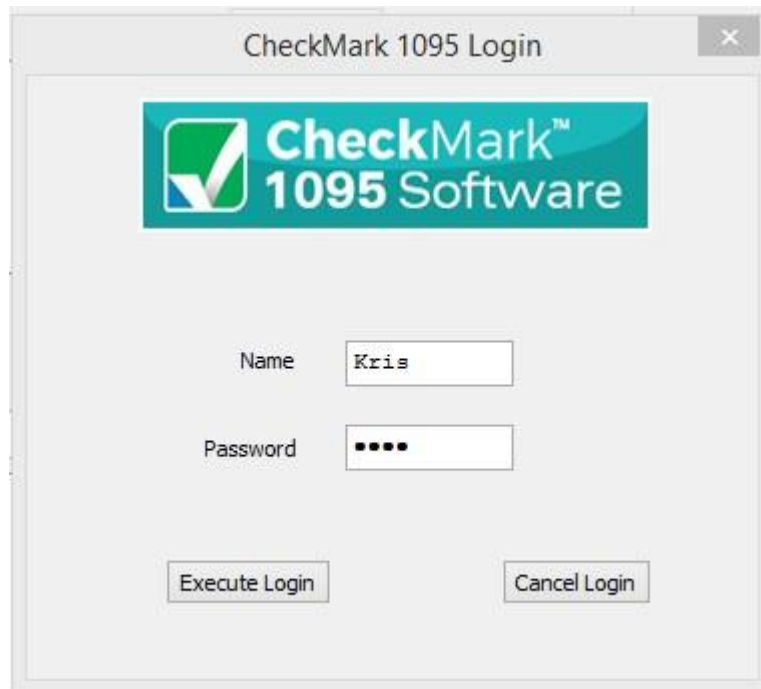 CheckMark 1095 Login
CheckMark™
1095 Software
Name
Kris
Password
••••
Execute Login
Cancel Login